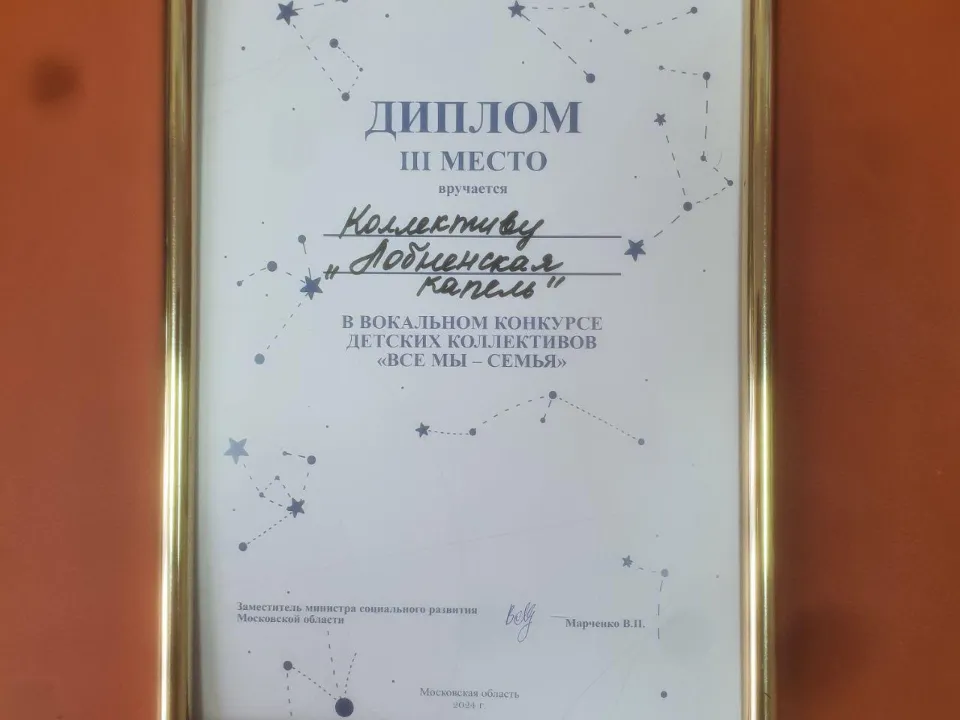 ДИПЛОМ
III МЕСТО
вручается
Коллективу
"Лобненская
капель"
В ВОКАЛЬНОМ КОНКУРСЕ
ДЕТСКИХ КОЛЛЕКТИВОВ
«ВСЕ МЫ – СЕМЬЯ»
Заместитель министра социального развития
Московской области
Марченко В.П.
Московская область
2024 г.